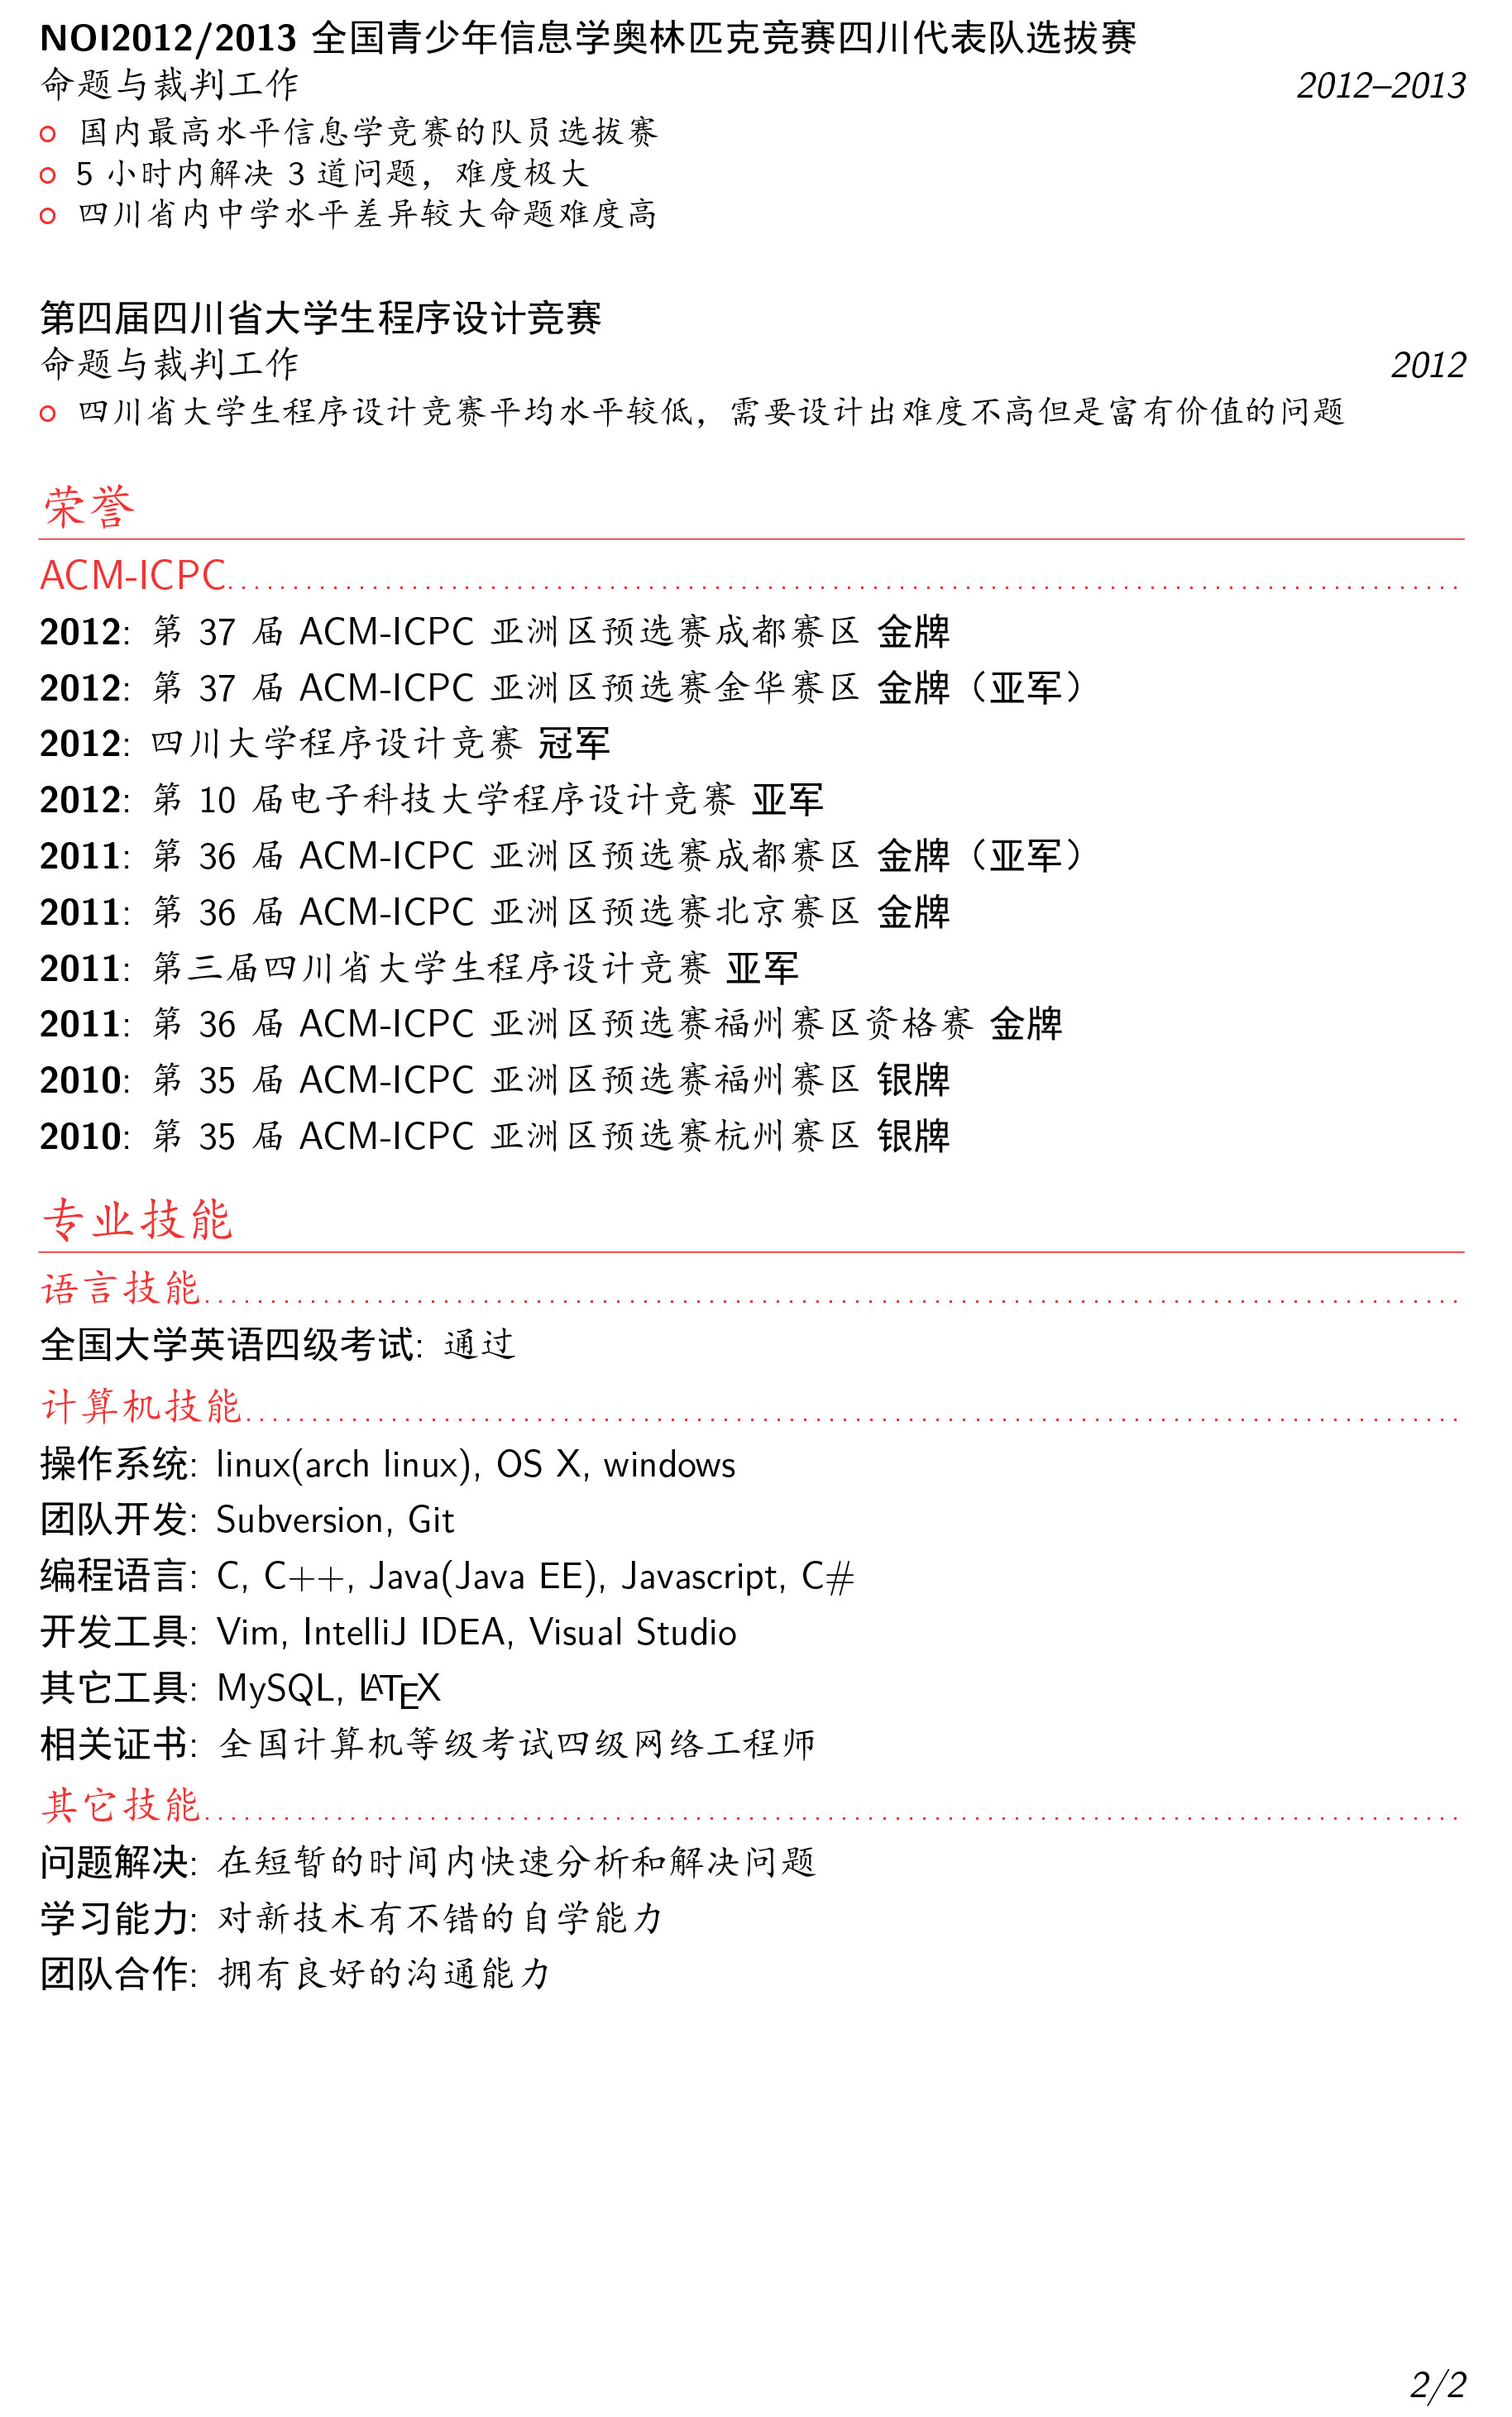 NOI2012/2013 全国青少年信息学奥林匹克竞赛四川代表队选拔赛
命题与裁判工作 2012–2013
国内最高水平信息学竞赛的队员选拔赛
5 小时内解决 3 道问题，难度极大
四川省内中学水平差异较大命题难度高
第四届四川省大学生程序设计竞赛
命题与裁判工作 2012
四川省大学生程序设计竞赛平均水平较低，需要设计出难度不高但是富有价值的问题
荣誉
ACM-ICPC
2012: 第 37 届 ACM-ICPC 亚洲区预选赛成都赛区 金牌
2012: 第 37 届 ACM-ICPC 亚洲区预选赛金华赛区 金牌（亚军）
2012: 四川大学程序设计竞赛 冠军
2012: 第 10 届电子科技大学程序设计竞赛 亚军
2011: 第 36 届 ACM-ICPC 亚洲区预选赛成都赛区 金牌（亚军）
2011: 第 36 届 ACM-ICPC 亚洲区预选赛北京赛区 金牌
2011: 第三届四川省大学生程序设计竞赛 亚军
2011: 第 36 届 ACM-ICPC 亚洲区预选赛福州赛区资格赛 金牌
2010: 第 35 届 ACM-ICPC 亚洲区预选赛福州赛区 银牌
2010: 第 35 届 ACM-ICPC 亚洲区预选赛杭州赛区 银牌
专业技能
语言技能
全国大学英语四级考试: 通过
计算机技能
操作系统: linux(arch linux), OS X, windows
团队开发: Subversion, Git
编程语言: C, C++, Java(Java EE), Javascript, C#
开发工具: Vim, IntelliJ IDEA, Visual Studio
其它工具: MySQL, LATEX
相关证书: 全国计算机等级考试四级网络工程师
其它技能
问题解决: 在短暂的时间内快速分析和解决问题
学习能力: 对新技术有不错的自学能力
团队合作: 拥有良好的沟通能力
2/2